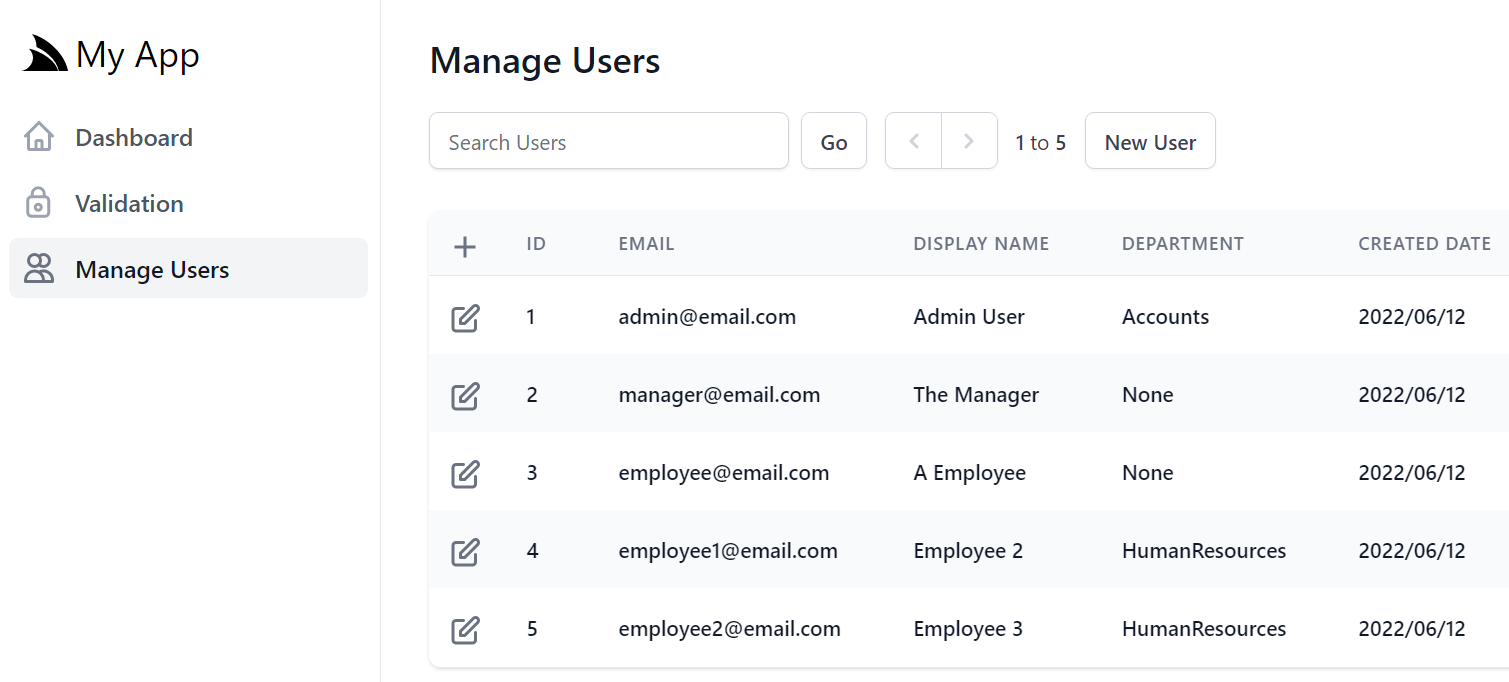 My App
Dashboard
Validation
Manage Users
Manage Users
Search Users Go 1 to 5 New User
ID EMAIL DISPLAY NAME DEPARTMENT CREATED DATE
1 admin@email.com Admin User Accounts 2022/06/12
2 manager@email.com The Manager None 2022/06/12
3 employee@email.com A Employee None 2022/06/12
4 employee1@email.com Employee 2 HumanResources 2022/06/12
5 employee2@email.com Employee 3 HumanResources 2022/06/12